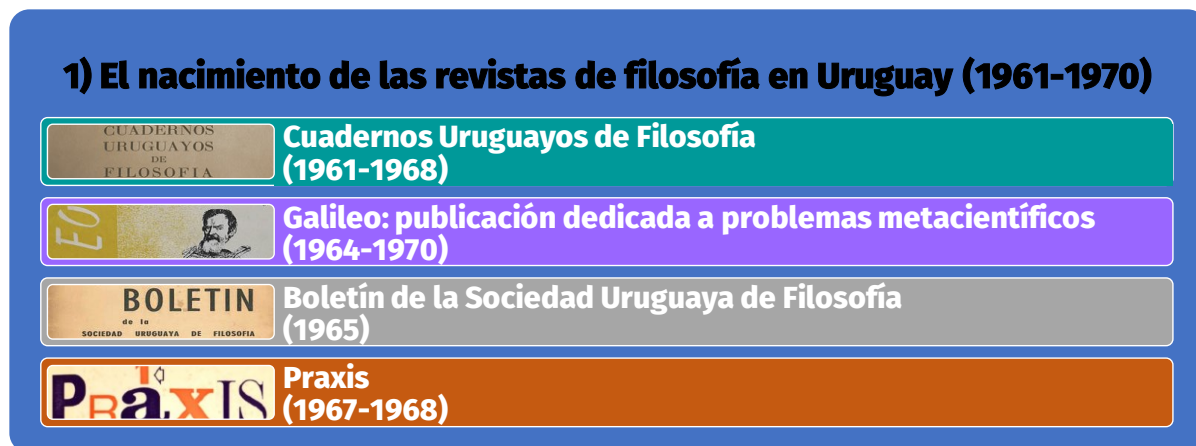 1) El nacimiento de las revistas de filosofía en Uruguay (1961-1970)
CUADERNOS
URUGUAYOS
DE
FILOSOFIA
Cuadernos Uruguayos de Filosofía
(1961-1968)
EO
Galileo: publicación dedicada a problemas metacientíficos
(1964-1970)
BOLETIN
de la
SOCIEDAD URUGUAYA DE FILOSOFIA
Boletín de la Sociedad Uruguaya de Filosofía
(1965)
PRaxIS
Praxis
(1967-1968)